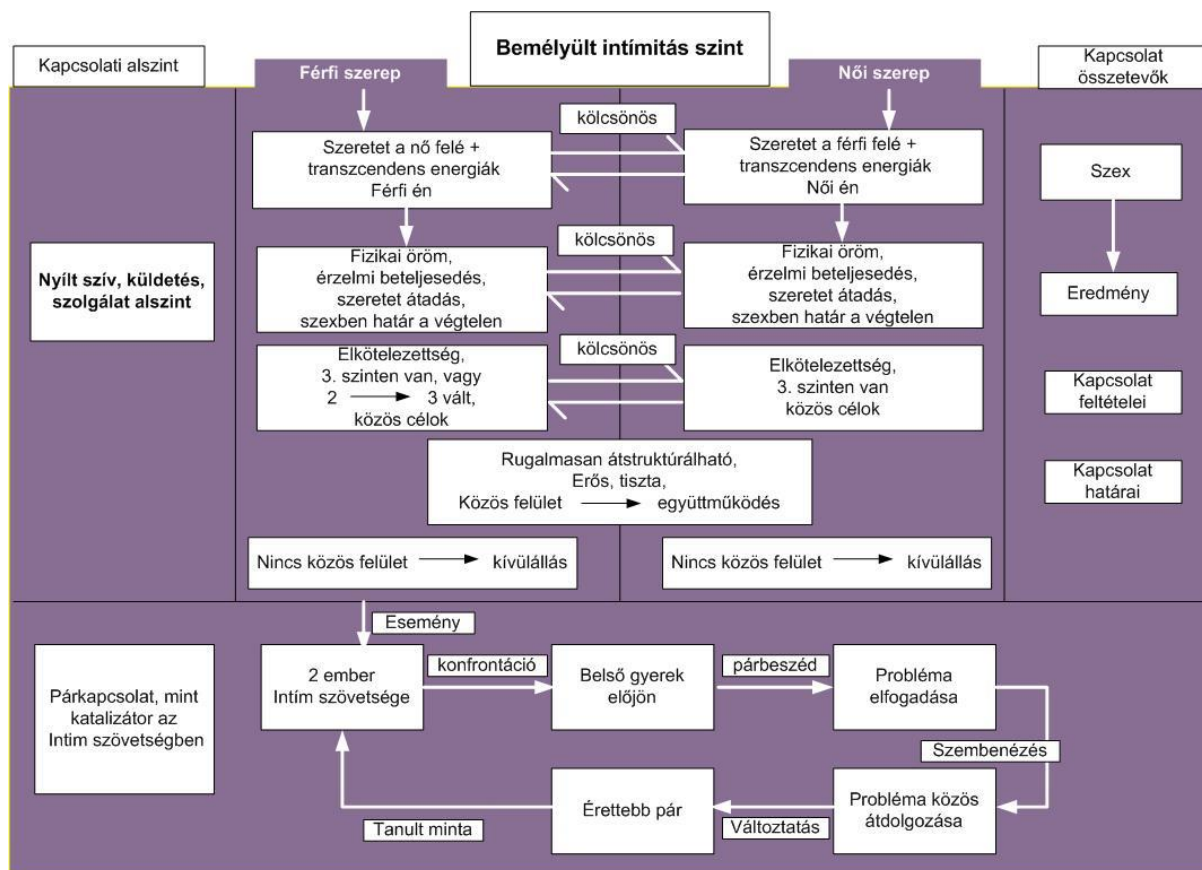 Bemélyült intímitás szint
Kapcsolati alszint
Férfi szerep
Női szerep
Kapcsolat
összetevők
kölcsönös
Szeretet a nő felé +
transzcendens energiák
Férfi én
Szeretet a férfi felé +
transzcendens energiák
Női én
Szex
Nyílt szív, küldetés,
szolgálat alszint
kölcsönös
Fizikai öröm,
érzelmi beteljesedés,
szeretet átadás,
szexben határ a végtelen
Fizikai öröm,
érzelmi beteljesedés,
szeretet átadás,
szexben határ a végtelen
Eredmény
kölcsönös
Elkötelezettség,
3. szinten van, vagy
2 3 vált,
közös célok
Elkötelezettség,
3. szinten van
közös célok
Kapcsolat
feltételei
Rugalmasan átstruktúrálható,
Erős, tiszta,
Közös felület együttműködés
Kapcsolat
határai
Nincs közös felület kívülállás
Nincs közös felület kívülállás
Esemény
Párkapcsolat, mint
katalizátor az
Intim szövetségben
2 ember
Intím szövetsége
konfrontáció
Belső gyerek
előjön
párbeszéd
Probléma
elfogadása
Szembenézés
Probléma közös
átdolgozása
Változtatás
Érettebb pár
Tanult minta